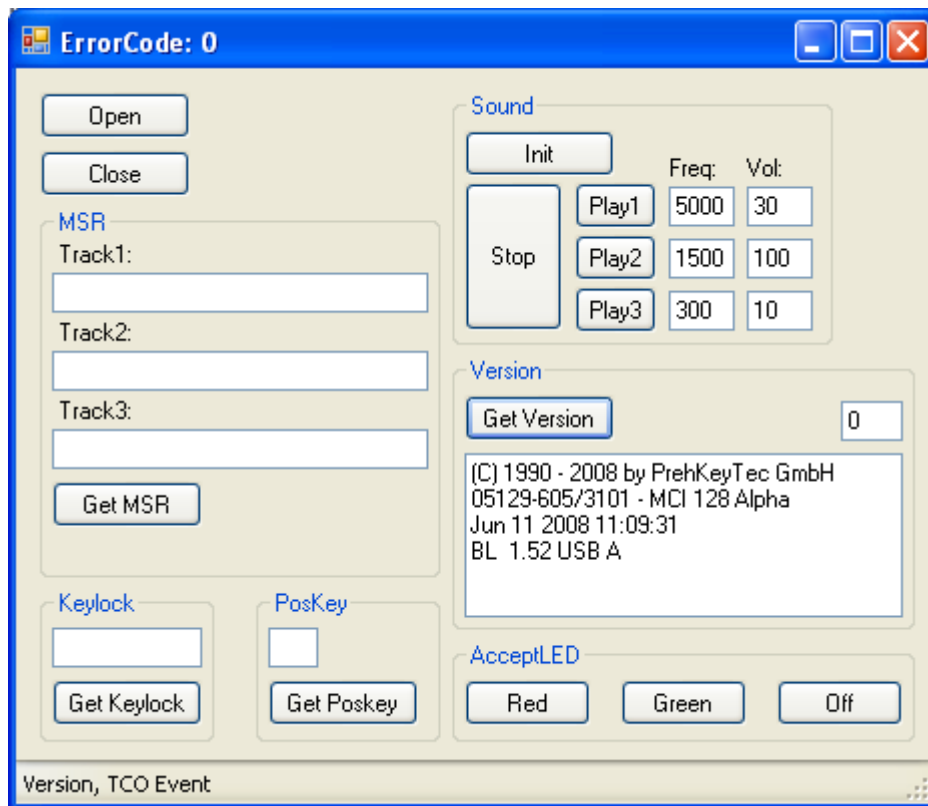 ErrorCode: 0
Open
Close
MSR
Track1:
Track2:
Track3:
Get MSR
Keylock
Get Keylock
PosKey
Get Poskey
Sound
Init
Freq: Vol:
Stop
Play1 5000 30
Play2 1500 100
Play3 300 10
Version
Get Version 0
(C) 1990 - 2008 by PrehKeyTec GmbH
05129-605/3101 - MCI 128 Alpha
Jun 11 2008 11:09:31
BL 1.52 USB A
AcceptLED
Red Green Off
Version, TCO Event